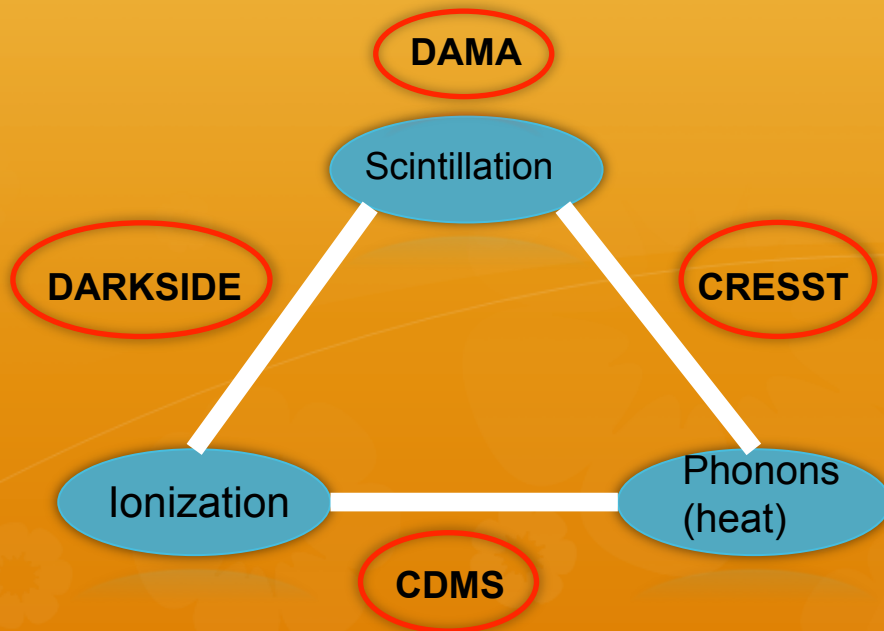 DAMA
Scintillation
DARKSIDE
CRESST
Ionization
Phonons
(heat)
CDMS